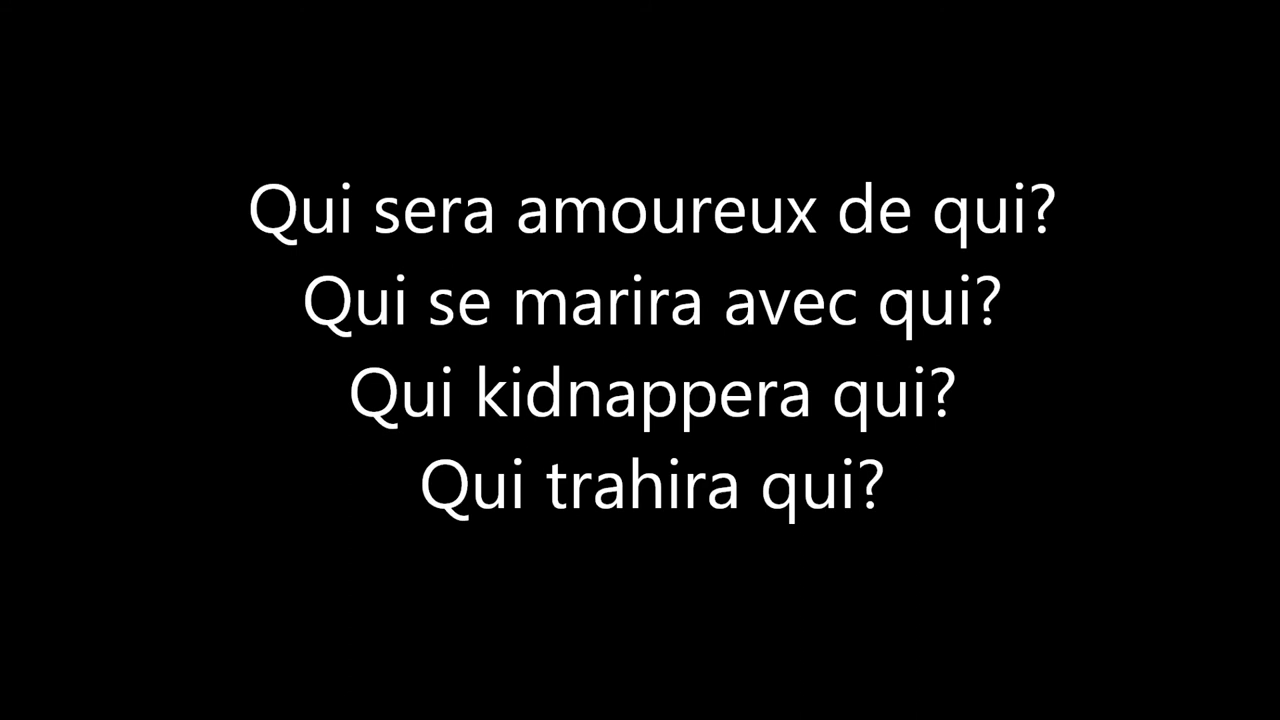 Qui sera amoureux de qui?
Qui se marira avec qui?
Qui kidnappera qui?
Qui trahira qui?